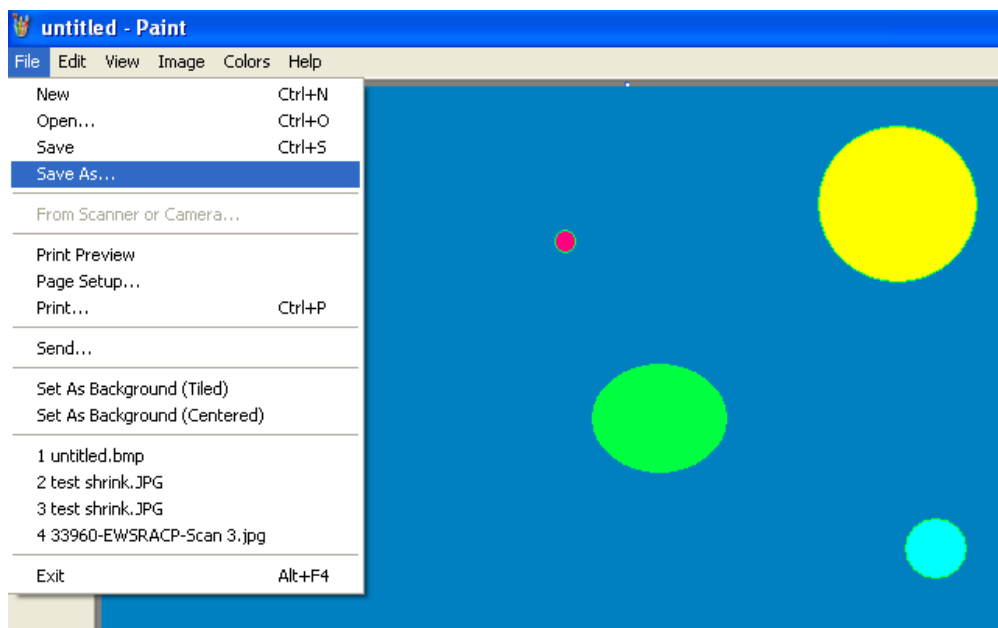 untitled - Paint
File Edit View Image Colors Help
New Ctrl+N
Open... Ctrl+O
Save Ctrl+S
Save As...
From Scanner or Camera...
Print Preview
Page Setup...
Print... Ctrl+P
Send...
Set As Background (Tiled)
Set As Background (Centered)
1 untitled.bmp
2 test shrink.JPG
3 test shrink.JPG
4 33960-EWSRACP-Scan 3.jpg
Exit Alt+F4